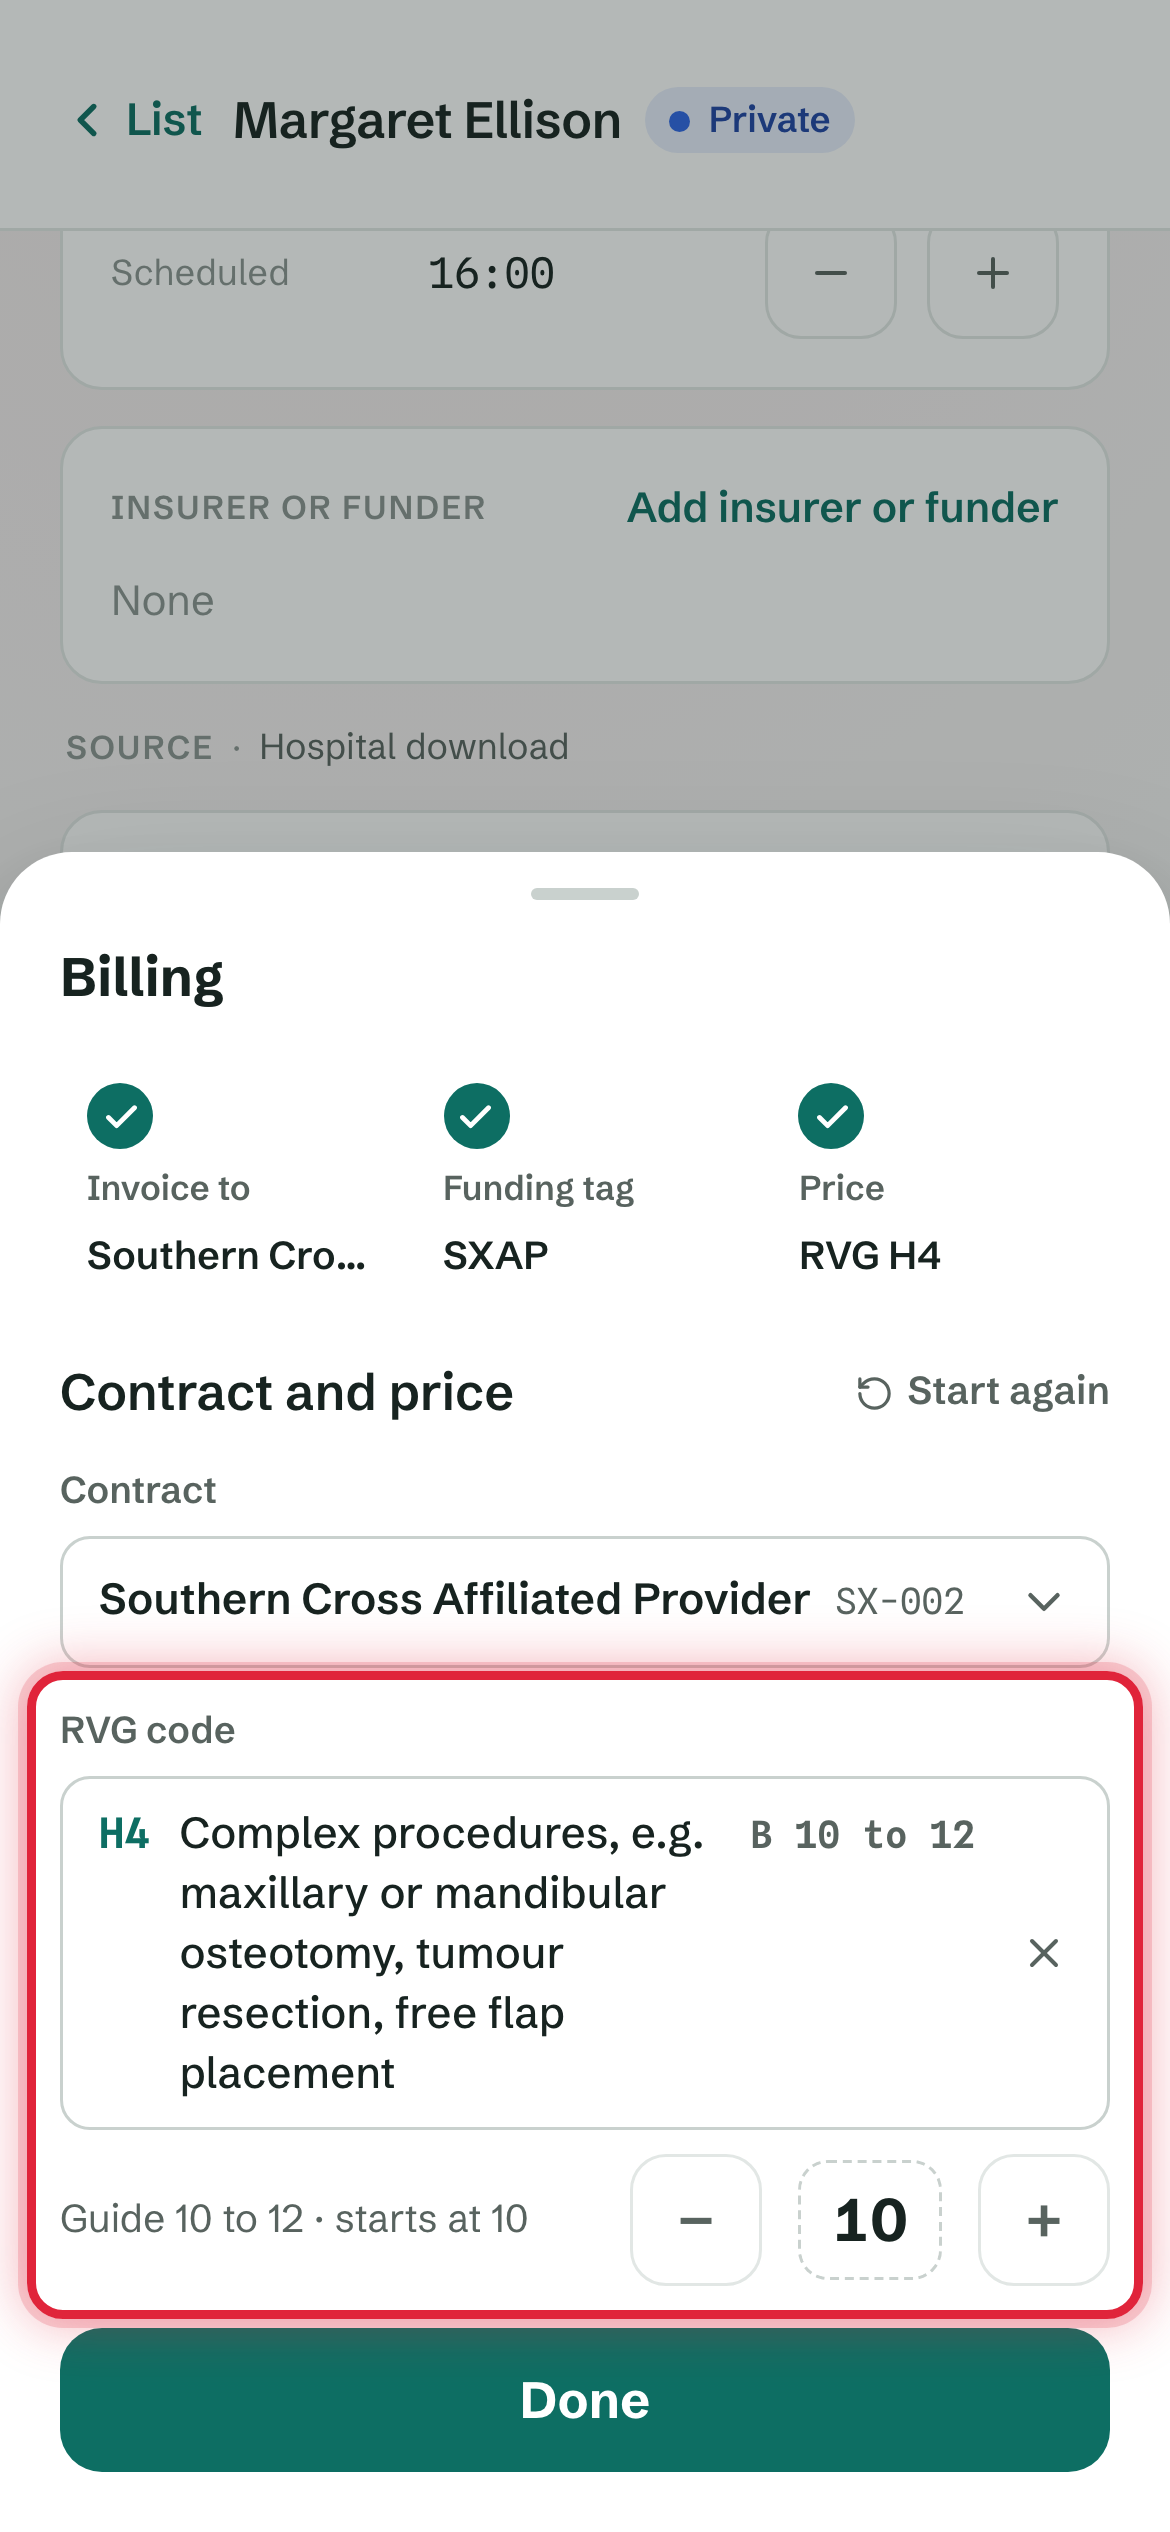 List Margaret Ellison Private
Scheduled 16:00 − +
INSURER OR FUNDER Add insurer or funder
None
SOURCE · Hospital download
Billing
Invoice to Funding tag Price
Southern Cro... SXAP RVG H4
Contract and price Start again
Contract
Southern Cross Affiliated Provider SX-002
RVG code
H4 Complex procedures, e.g. B 10 to 12
maxillary or mandibular
osteotomy, tumour
resection, free flap
placement
Guide 10 to 12 · starts at 10 − 10 +
Done